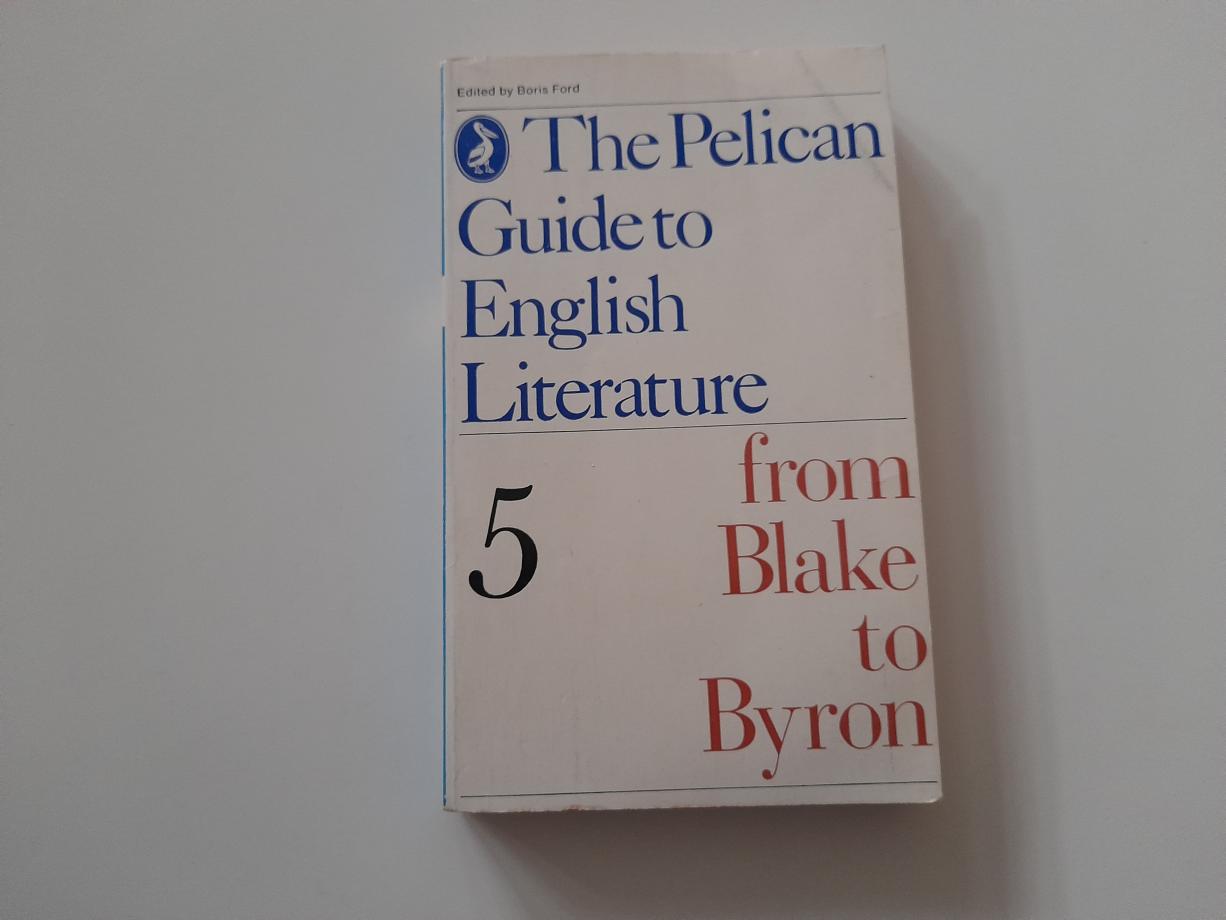 Edited by Boris Ford
The Pelican
Guide to
English
Literature
5
from
Blake
to
Byron